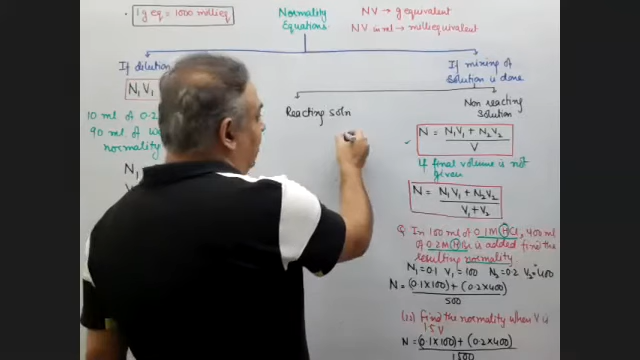 1 g eq = 1000 millieq
Normality
Equations
NV → g equivalent
NV in ml → milliequivalent
If dilution
N₁V₁
10 ml of 0.2
90 ml of
normality
N₁
If mixing of
solution is done
Reacting soln
Non reacting
solution
N = N₁V₁ + N₂V₂
V
if final volume is not
given
N = N₁V₁ + N₂V₂
V₁ + V₂
Q In 100 ml of 0.1M HCl, 400 ml
of 0.2M HBr is added find the
resulting normality
N₁ = 0.1 V₁ = 100 N₂ = 0.2 V₂ = 400
N = (0.1 × 100) + (0.2 × 400)
500
(ii) find the normality when V is
1.5
N = (0.1 × 100) + (0.2 × 400)
1500